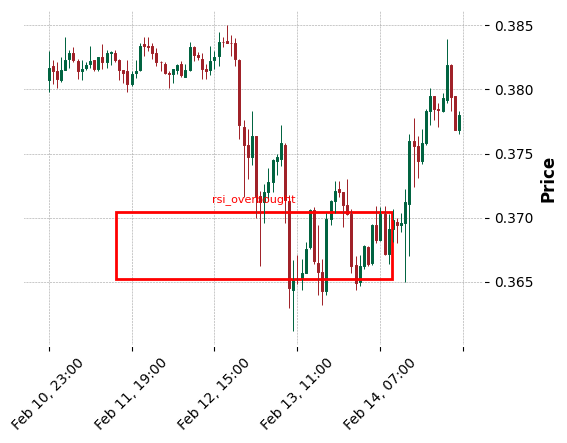 0.385
0.380
0.375
0.370
0.365
Price
rsi_overbought
Feb 10, 23:00
Feb 11, 19:00
Feb 12, 15:00
Feb 13, 11:00
Feb 14, 07:00